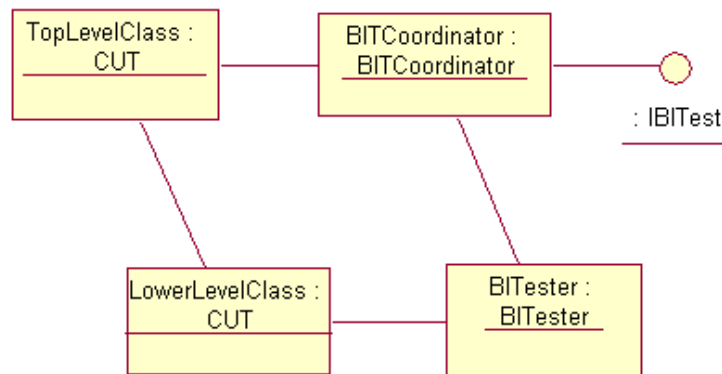 TopLevelClass :
CUT
BITCoordinator :
BITCoordinator
: IBITest
LowerLevelClass :
CUT
BITester :
BITester